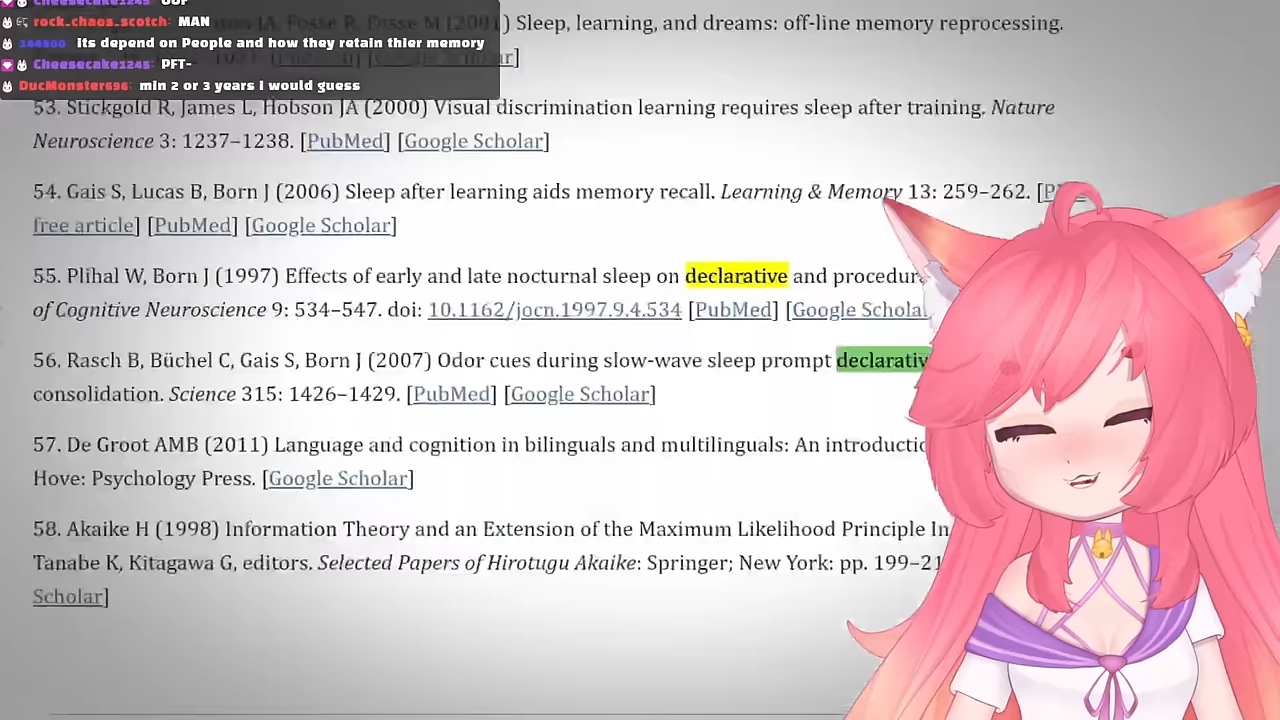 Cheesecake1245: OOF
rock_chaos_scotch: MAN
Its depend on People and how they retain thier memory
Cheesecake1245: PFT-
DucMonster696: min 2 or 3 years I would guess
JA, Fosse R, Fosse M (2001) Sleep, learning, and dreams: off-line memory reprocessing.
53. Stickgold R, James L, Hobson JA (2000) Visual discrimination learning requires sleep after training. Nature
Neuroscience 3: 1237–1238. [PubMed] [Google Scholar]
54. Gais S, Lucas B, Born J (2006) Sleep after learning aids memory recall. Learning & Memory 13: 259–262. [P
free article] [PubMed] [Google Scholar]
55. Plihal W, Born J (1997) Effects of early and late nocturnal sleep on declarative and procedur
of Cognitive Neuroscience 9: 534–547. doi: 10.1162/jocn.1997.9.4.534 [PubMed] [Google Schola
56. Rasch B, Büchel C, Gais S, Born J (2007) Odor cues during slow-wave sleep prompt declarativ
consolidation. Science 315: 1426–1429. [PubMed] [Google Scholar]
57. De Groot AMB (2011) Language and cognition in bilinguals and multilinguals: An introductio
Hove: Psychology Press. [Google Scholar]
58. Akaike H (1998) Information Theory and an Extension of the Maximum Likelihood Principle In
Tanabe K, Kitagawa G, editors. Selected Papers of Hirotugu Akaike: Springer; New York: pp. 199–21
Scholar]